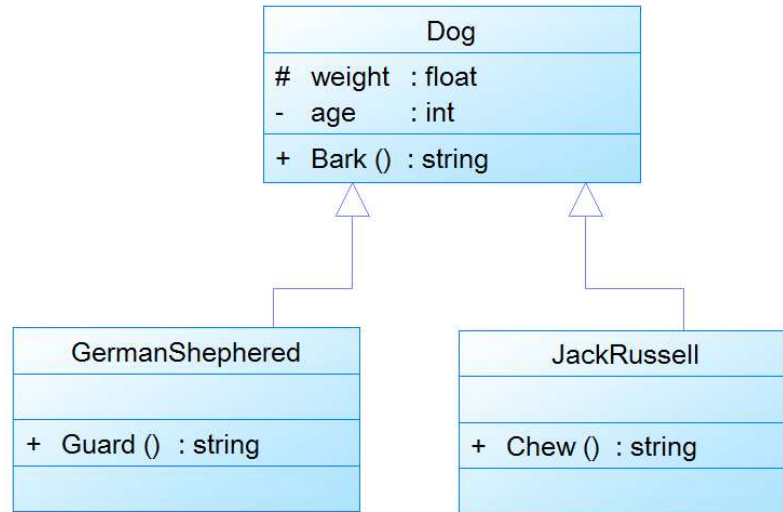 Dog
# weight : float
- age : int
+ Bark () : string
GermanShephered
+ Guard () : string
JackRussell
+ Chew () : string